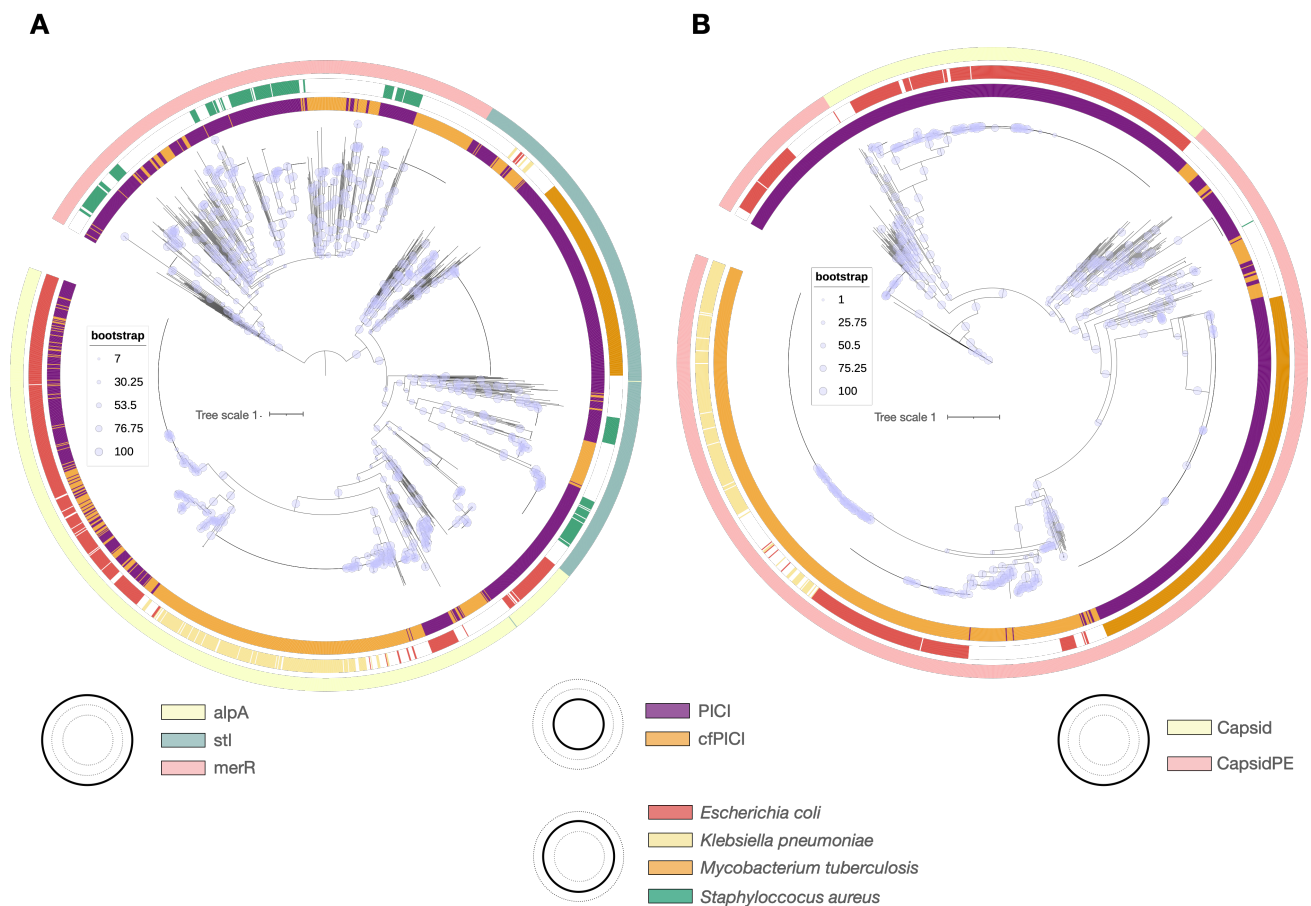 A
B
bootstrap
7
30.25
53.5
76.75
100
Tree scale 1
bootstrap
1
25.75
50.5
75.25
100
Tree scale 1
alpA
stl
merR
PICI
cfPICI
Capsid
CapsidPE
Escherichia coli
Klebsiella pneumoniae
Mycobacterium tuberculosis
Staphyloccocus aureus